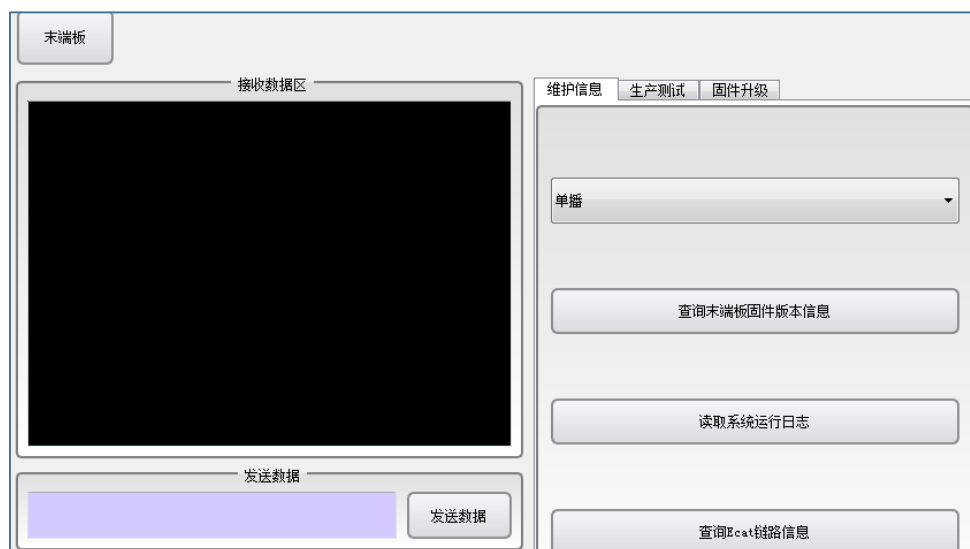 末端板
接收数据区
发送数据
发送数据
维护信息
生产测试
固件升级
单播
查询末端板固件版本信息
读取系统运行日志
查询Ecat链路信息